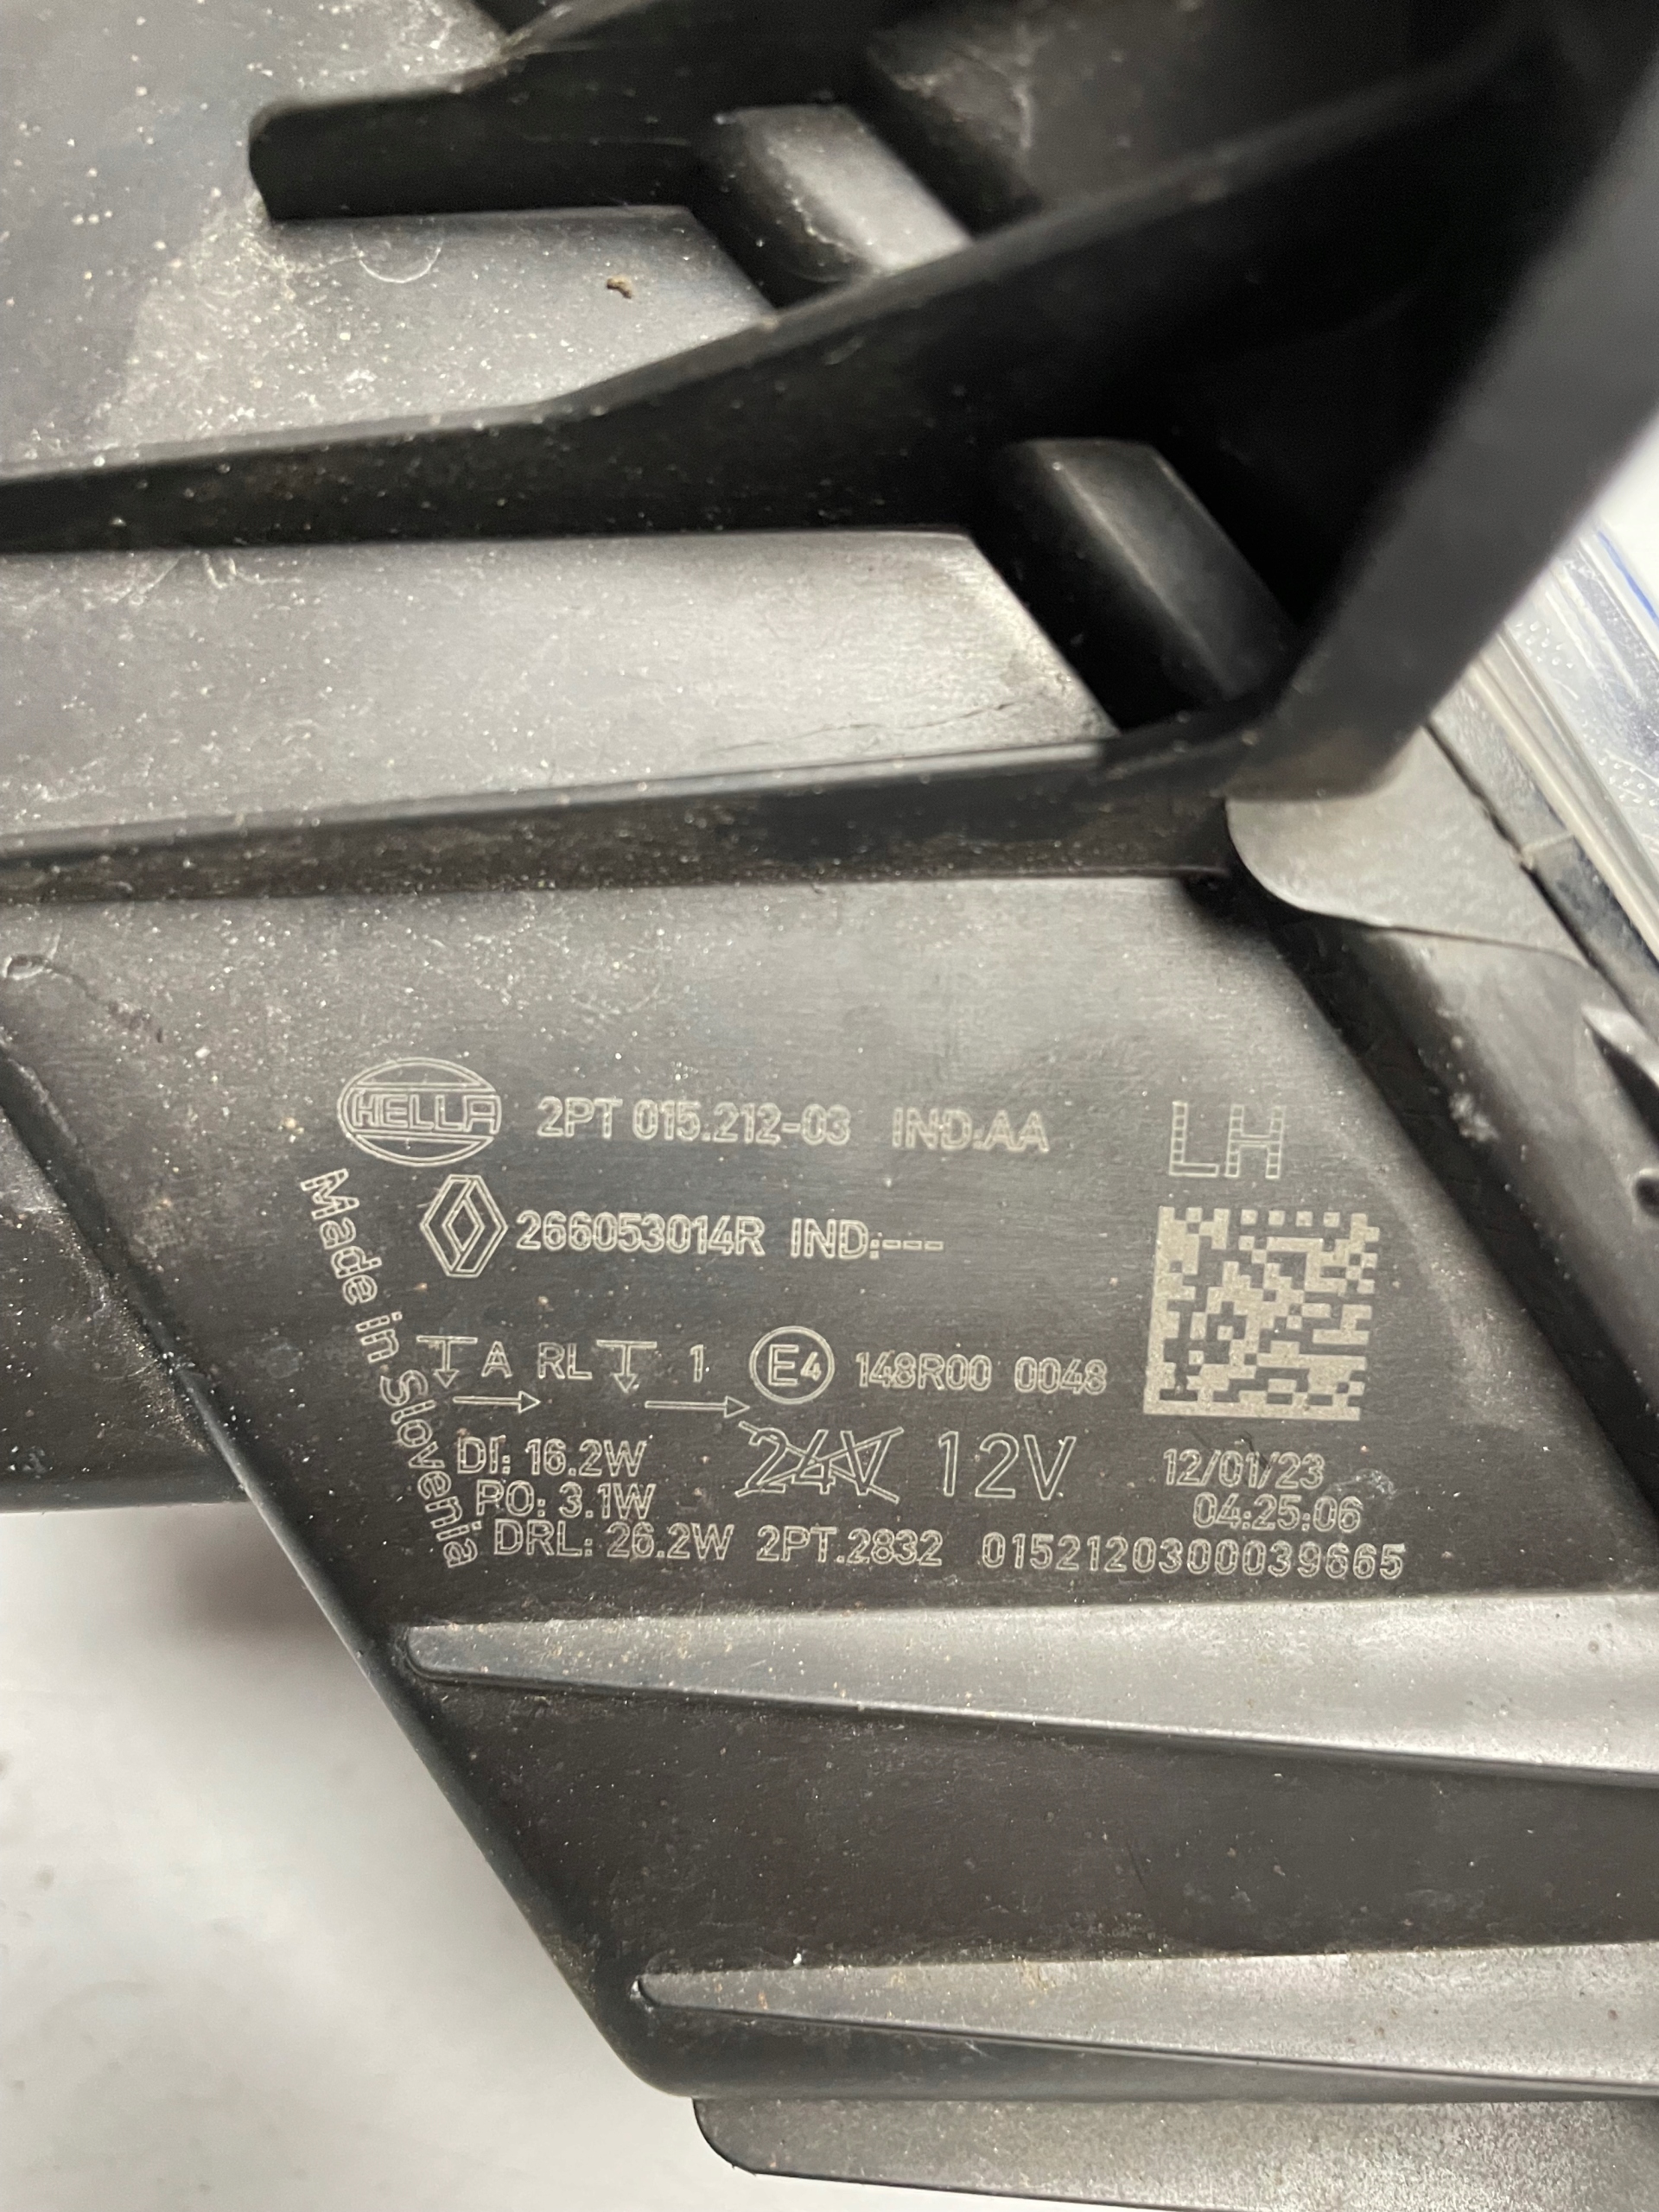 HELLA 2PT 015.212-03 IND:AA LH
266053014R IND:---
Made in Slovenia
A RL 1 E4 148R00 0048
DI: 16.2W 24V 12V 12/01/23
PO: 3.1W 04:25:06
DRL: 26.2W 2PT.2832 0152120300039665